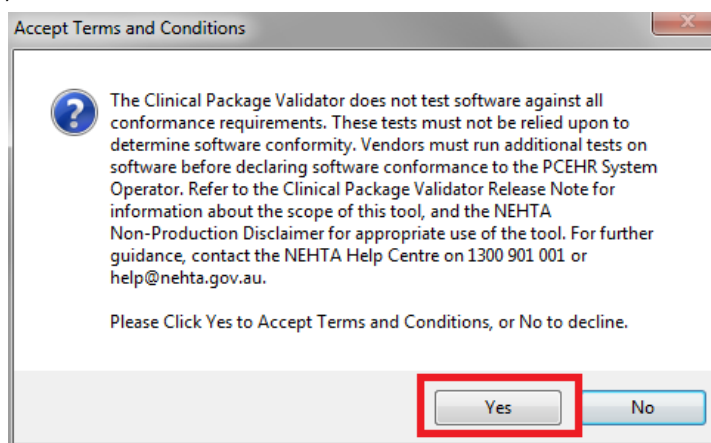 Accept Terms and Conditions
The Clinical Package Validator does not test software against all
conformance requirements. These tests must not be relied upon to
determine software conformity. Vendors must run additional tests on
software before declaring software conformance to the PCEHR System
Operator. Refer to the Clinical Package Validator Release Note for
information about the scope of this tool, and the NEHTA
Non-Production Disclaimer for appropriate use of the tool. For further
guidance, contact the NEHTA Help Centre on 1300 901 001 or
help@nehta.gov.au.
Please Click Yes to Accept Terms and Conditions, or No to decline.
Yes
No